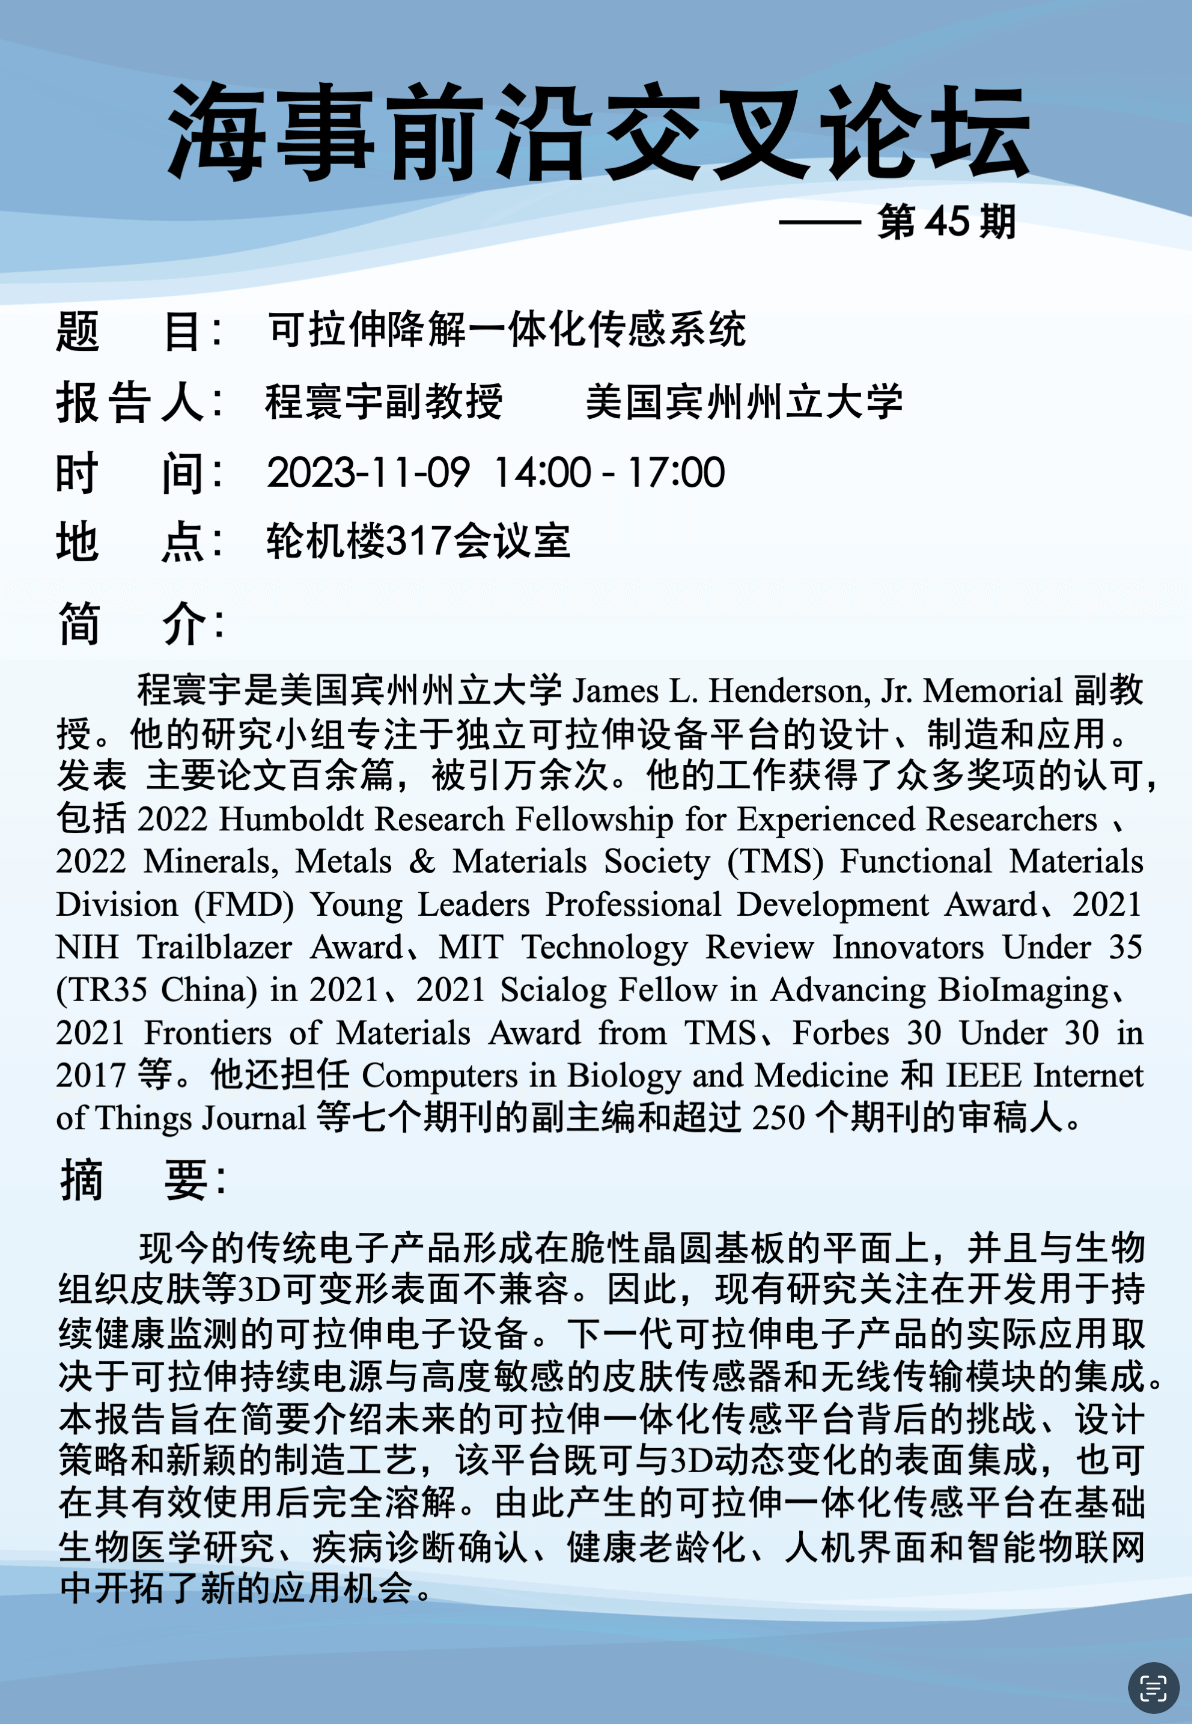 海事前沿交叉论坛
—— 第 45 期
题 目： 可拉伸降解一体化传感系统
报告人： 程寰宇副教授 美国宾州州立大学
时 间： 2023-11-09 14:00 - 17:00
地 点： 轮机楼317会议室
简 介：
程寰宇是美国宾州州立大学 James L. Henderson, Jr. Memorial 副教
授。他的研究小组专注于独立可拉伸设备平台的设计、制造和应用。
发表 主要论文百余篇，被引万余次。他的工作获得了众多奖项的认可，
包括 2022 Humboldt Research Fellowship for Experienced Researchers 、
2022 Minerals, Metals & Materials Society (TMS) Functional Materials
Division (FMD) Young Leaders Professional Development Award、2021
NIH Trailblazer Award、MIT Technology Review Innovators Under 35
(TR35 China) in 2021、2021 Scialog Fellow in Advancing BioImaging、
2021 Frontiers of Materials Award from TMS、Forbes 30 Under 30 in
2017 等。他还担任 Computers in Biology and Medicine 和 IEEE Internet
of Things Journal 等七个期刊的副主编和超过 250 个期刊的审稿人。
摘 要：
现今的传统电子产品形成在脆性晶圆基板的平面上，并且与生物
组织皮肤等3D可变形表面不兼容。因此，现有研究关注在开发用于持
续健康监测的可拉伸电子设备。下一代可拉伸电子产品的实际应用取
决于可拉伸持续电源与高度敏感的皮肤传感器和无线传输模块的集成。
本报告旨在简要介绍未来的可拉伸一体化传感平台背后的挑战、设计
策略和新颖的制造工艺，该平台既可与3D动态变化的表面集成，也可
在其有效使用后完全溶解。由此产生的可拉伸一体化传感平台在基础
生物医学研究、疾病诊断确认、健康老龄化、人机界面和智能物联网
中开拓了新的应用机会。